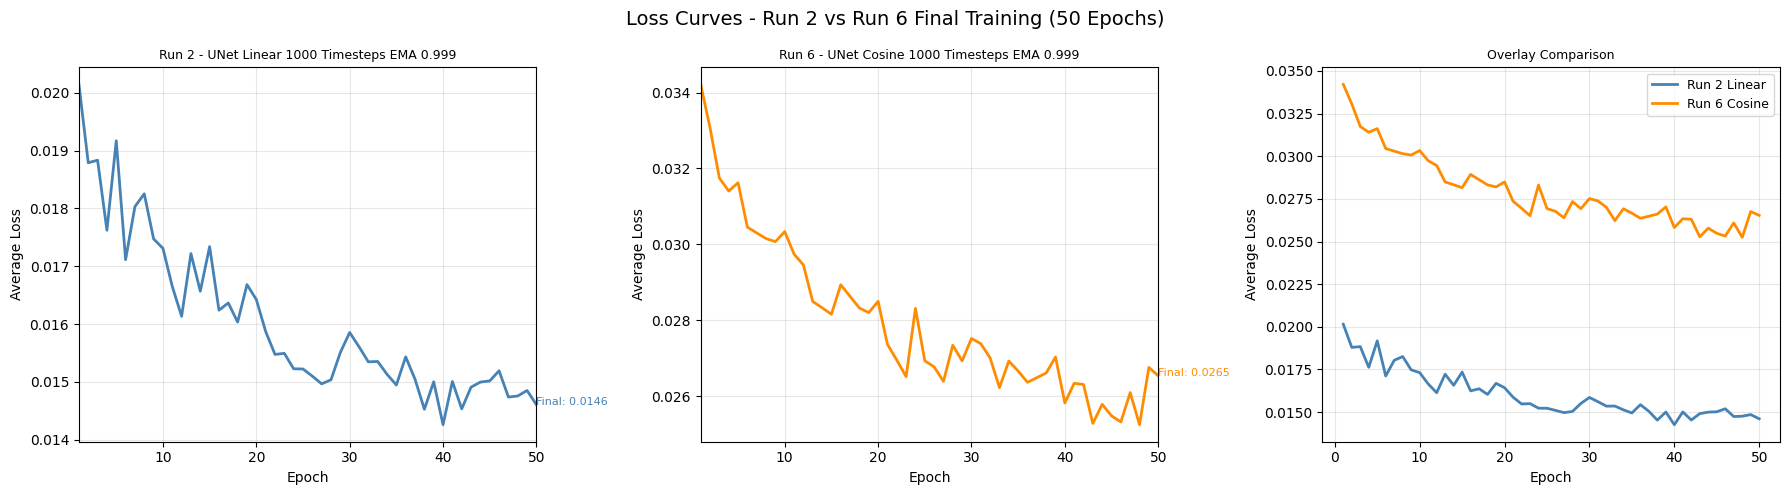 Loss Curves - Run 2 vs Run 6 Final Training (50 Epochs)
Run 2 - UNet Linear 1000 Timesteps EMA 0.999
0.020
0.019
0.018
0.017
0.016
0.015
0.014
Average Loss
Final: 0.0146
10 20 30 40 50
Epoch
Run 6 - UNet Cosine 1000 Timesteps EMA 0.999
0.034
0.032
0.030
0.028
0.026
Average Loss
Final: 0.0265
10 20 30 40 50
Epoch
Overlay Comparison
0.0350
0.0325
0.0300
0.0275
0.0250
0.0225
0.0200
0.0175
0.0150
Average Loss
Run 2 Linear
Run 6 Cosine
0 10 20 30 40 50
Epoch